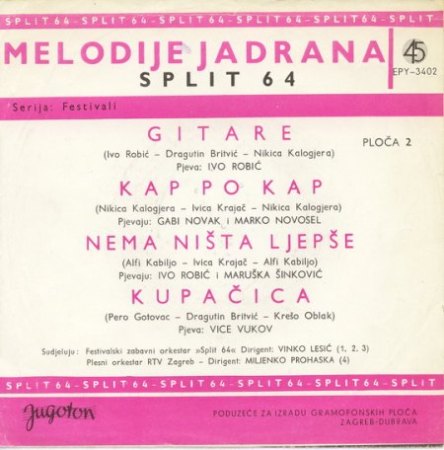 SPLIT 64-SPLIT 64-SPLIT 64-SPLIT 64-SPLIT 64-SPLIT 64-SPLIT
MELODIJE JADRANA
45
SPLIT 64
EPY-3402
Serija: Festivali
GITARE
(Ivo Robić – Dragutin Britvić – Nikica Kalogjera)
PLOČA 2
Pjeva: IVO ROBIĆ
KAP PO KAP
(Nikica Kalogjera – Ivica Krajač – Nikica Kalogjera)
Pjevaju: GABI NOVAK i MARKO NOVOSEL
NEMA NIŠTA LJEPŠE
(Alfi Kabiljo – Ivica Krajač – Alfi Kabiljo)
Pjevaju: IVO ROBIĆ i MARUŠKA ŠINKOVIĆ
KUPAČICA
(Pero Gotovac – Dragutin Britvić – Krešo Oblak)
Pjeva: VICE VUKOV
Sudjeluju: Festivalski zabavni orkestar »Split 64« Dirigent: VINKO LESIĆ (1, 2, 3)
Plesni orkestar RTV Zagreb – Dirigent: MILJENKO PROHASKA (4)
SPLIT 64-SPLIT 64-SPLIT 64-SPLIT 64-SPLIT 64-SPLIT 64-SPLIT
Jugoton
PODUZEĆE ZA IZRADU GRAMOFONSKIH PLOČA
ZAGREB-DUBRAVA